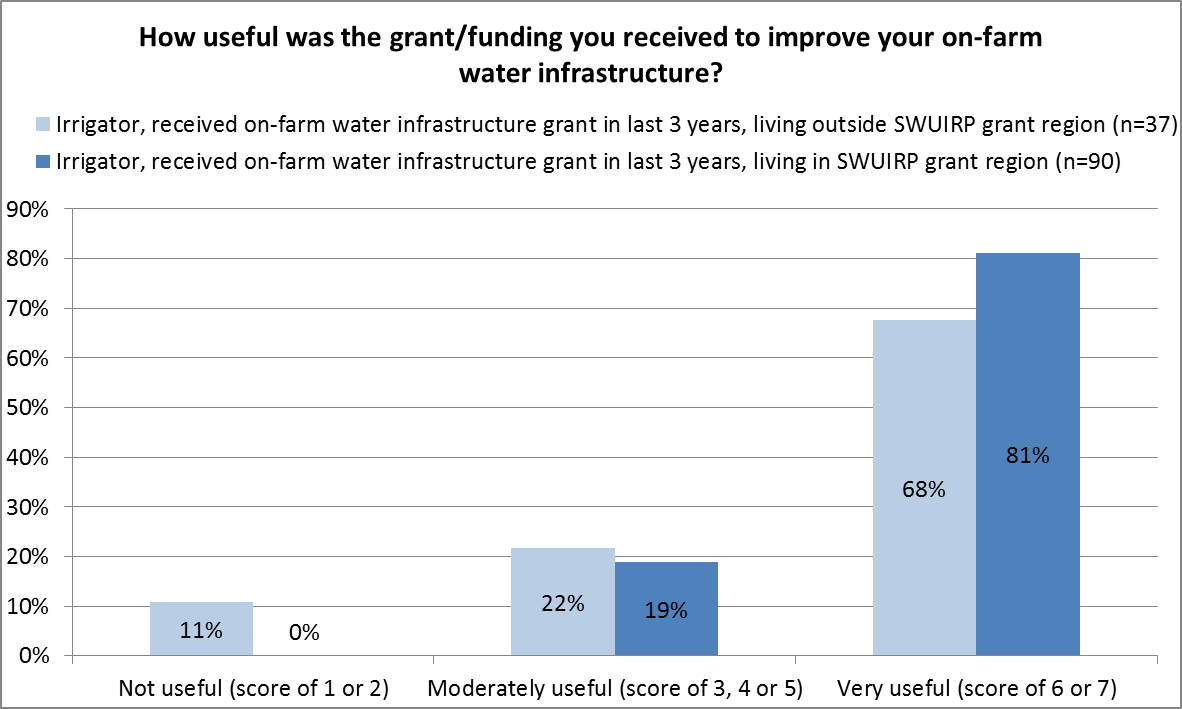 How useful was the grant/funding you received to improve your on-farm
water infrastructure?
Irrigator, received on-farm water infrastructure grant in last 3 years, living outside SWUIRP grant region (n=37)
Irrigator, received on-farm water infrastructure grant in last 3 years, living in SWUIRP grant region (n=90)
90%
80%
70%
60%
50%
40%
30%
20%
10%
0%
11%
0%
22%
19%
68%
81%
Not useful (score of 1 or 2)
Moderately useful (score of 3, 4 or 5)
Very useful (score of 6 or 7)